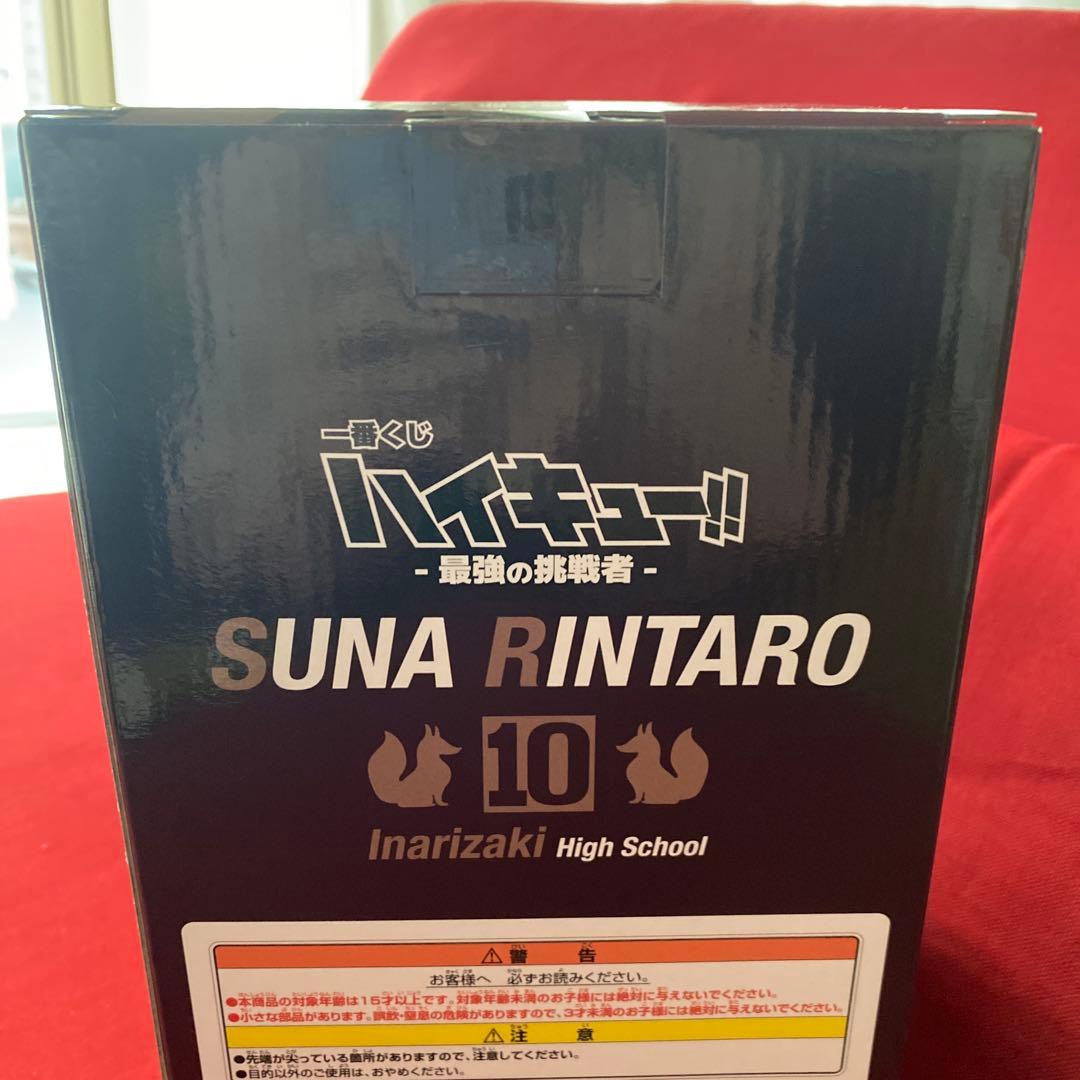 一番くじ
ハイキュー!!
- 最強の挑戦者 -
SUNA RINTARO
10
Inarizaki High School
⚠警告
お客様へ 必ずお読みください。
●本商品の対象年齢は15才以上です。対象年齢未満のお子様には絶対に与えないでください。
●小さな部品があります。誤飲・窒息の危険がありますので、3才未満のお子様には絶対に与えないでください。
⚠注意
●先端が尖っている箇所がありますので、注意してください。
●目的以外のご使用は、おやめください。